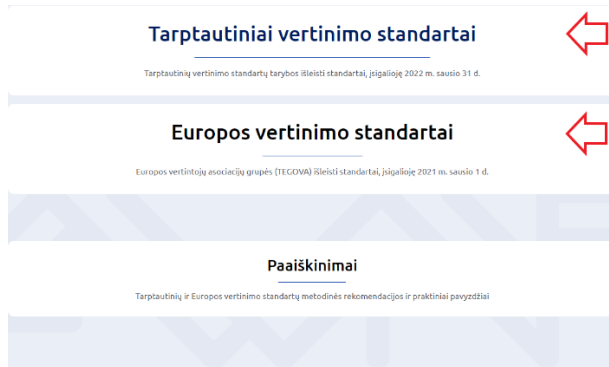 Tarptautiniai vertinimo standartai
Tarptautinių vertinimo standartų tarybos išleisti standartai, įsigalioję 2022 m. sausio 31 d.
Europos vertinimo standartai
Europos vertintojų asociacijų grupės (TEGOVA) išleisti standartai, įsigalioję 2021 m. sausio 1 d.
Paaiškinimai
Tarptautinių ir Europos vertinimo standartų metodinės rekomendacijos ir praktiniai pavyzdžiai